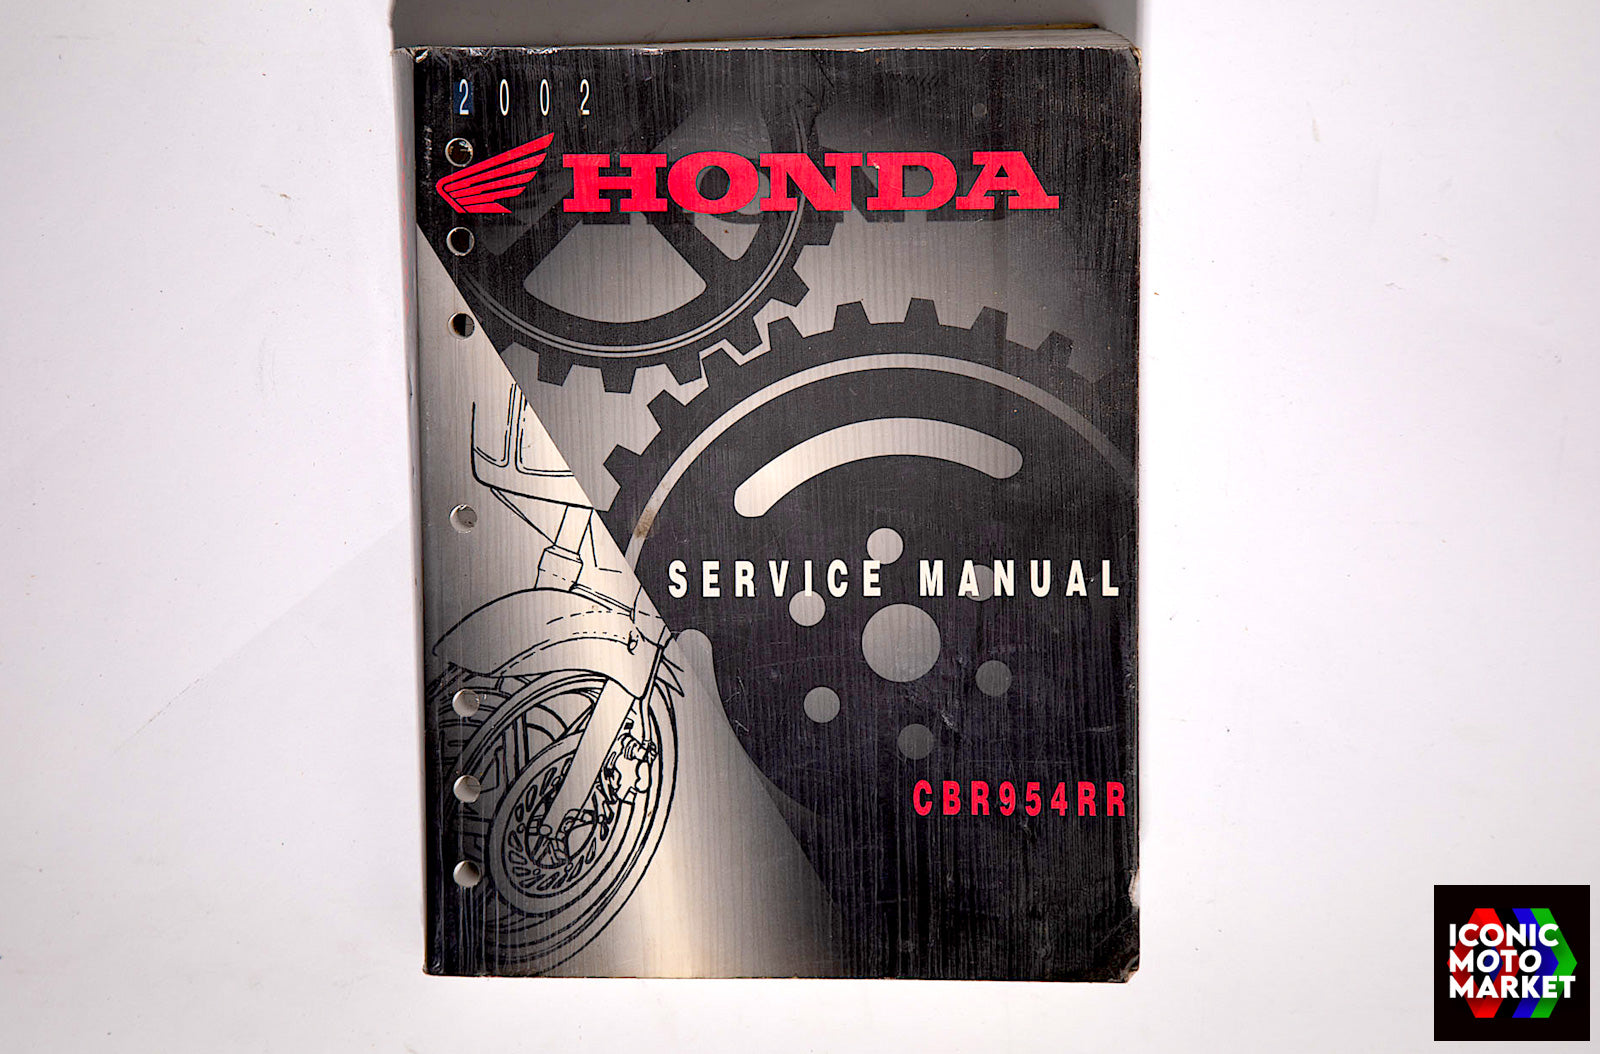 2002
HONDA
SERVICE MANUAL
CBR954RR
ICONIC
MOTO
MARKET